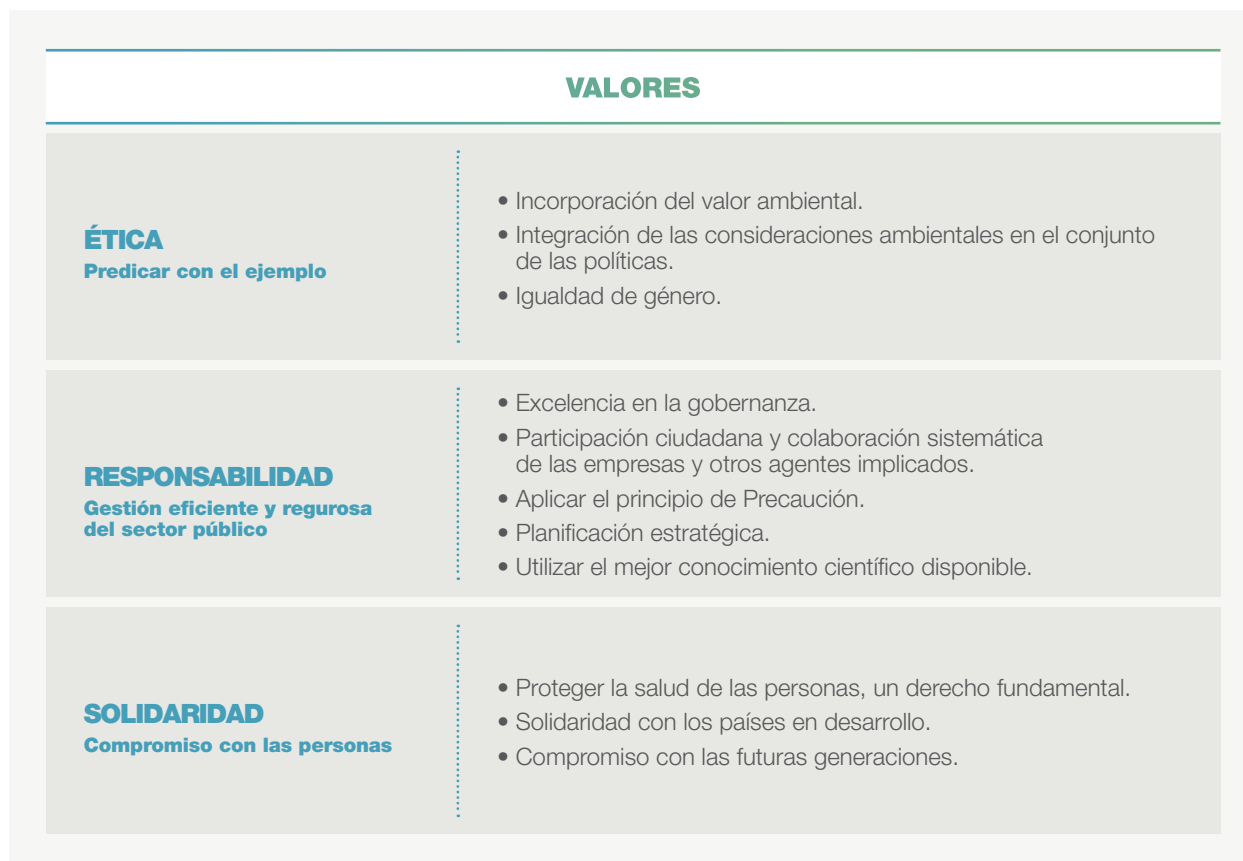 VALORES
ÉTICA
Predicar con el ejemplo
• Incorporación del valor ambiental.
• Integración de las consideraciones ambientales en el conjunto
de las políticas.
• Igualdad de género.
RESPONSABILIDAD
Gestión eficiente y regurosa
del sector público
• Excelencia en la gobernanza.
• Participación ciudadana y colaboración sistemática
de las empresas y otros agentes implicados.
• Aplicar el principio de Precaución.
• Planificación estratégica.
• Utilizar el mejor conocimiento científico disponible.
SOLIDARIDAD
Compromiso con las personas
• Proteger la salud de las personas, un derecho fundamental.
• Solidaridad con los países en desarrollo.
• Compromiso con las futuras generaciones.